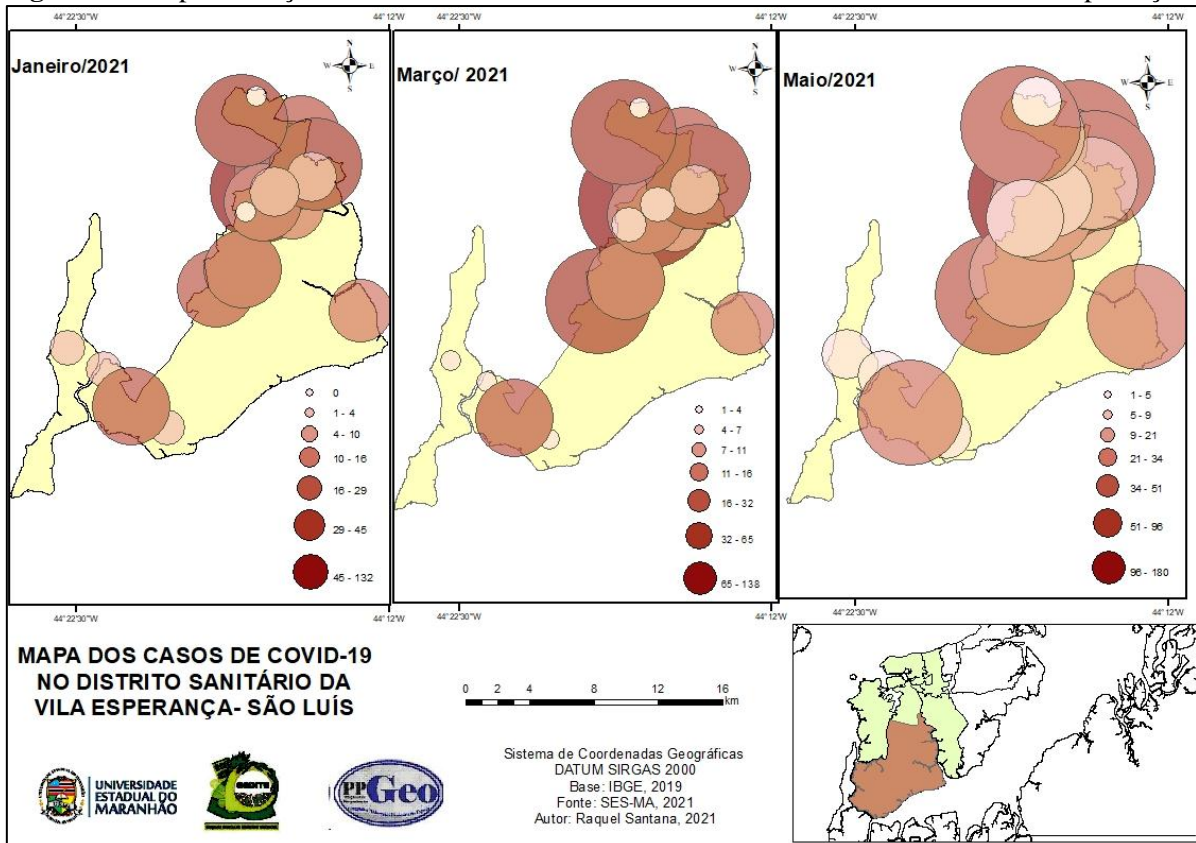 44°22'30"W 44°12'W 44°22'30"W 44°12'W 44°22'30"W 44°12'W
Janeiro/2021
N
W E
S
0
1 - 4
4 - 10
10 - 16
16 - 29
29 - 45
45 - 132
Março/ 2021
N
W E
S
1 - 4
4 - 7
7 - 11
11 - 16
16 - 32
32 - 65
65 - 138
Maio/2021
N
W E
S
1 - 5
5 - 9
9 - 21
21 - 34
34 - 51
51 - 96
96 - 180
44°22'30"W 44°12'W 44°22'30"W 44°12'W 44°22'30"W 44°12'W
MAPA DOS CASOS DE COVID-19
NO DISTRITO SANITÁRIO DA
VILA ESPERANÇA- SÃO LUÍS
0 1 2 4 8 12 16
km
UNIVERSIDADE
ESTADUAL DO
MARANHÃO
PPGeo
Sistema de Coordenadas Geográficas
DATUM SIRGAS 2000
Base: IBGE, 2019
Fonte: SES-MA, 2021
Autor: Raquel Santana, 2021